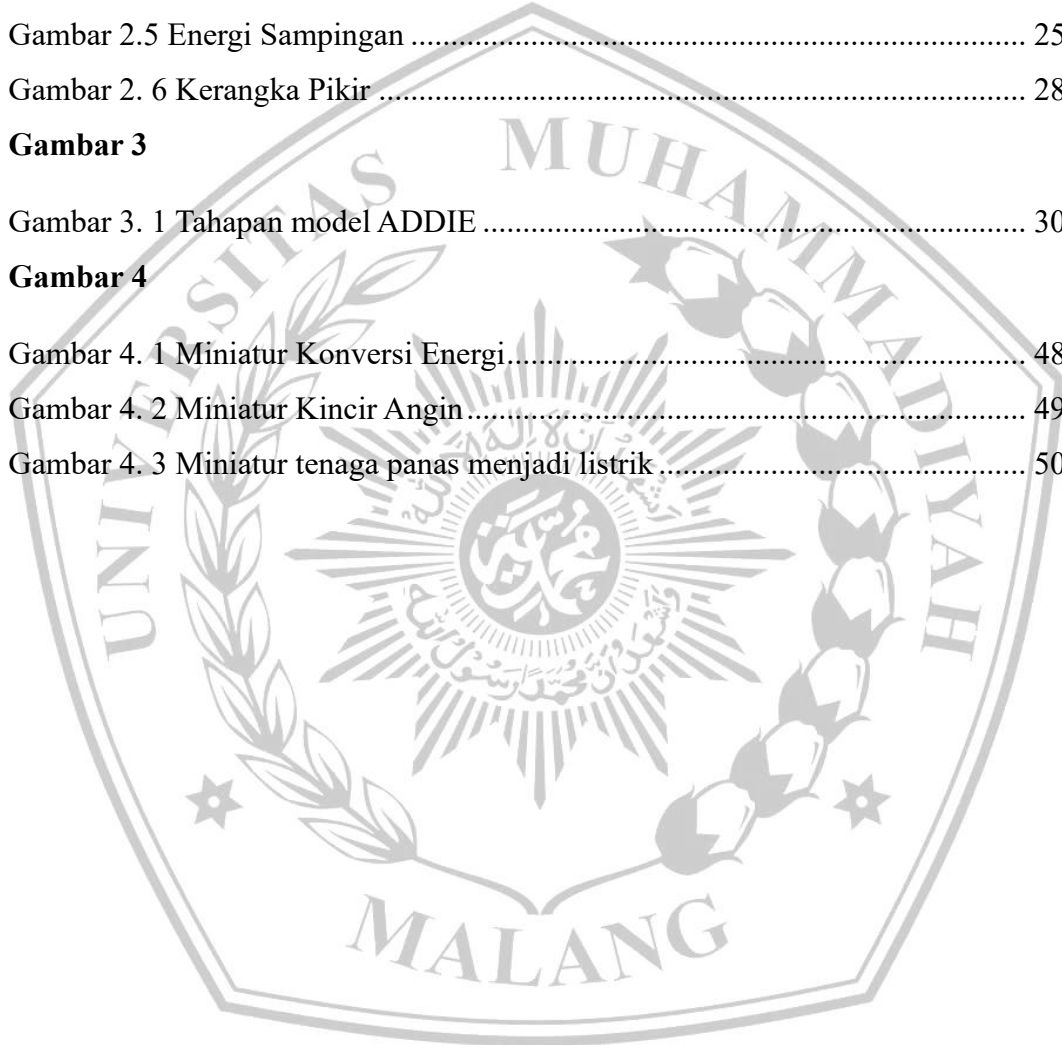 Gambar 2.5 Energi Sampingan ........................................................................................ 25
Gambar 2. 6 Kerangka Pikir ............................................................................................ 28
Gambar 3
Gambar 3. 1 Tahapan model ADDIE .............................................................................. 30
Gambar 4
Gambar 4. 1 Miniatur Konversi Energi.......................................................................... 48
Gambar 4. 2 Miniatur Kincir Angin ................................................................................ 49
Gambar 4. 3 Miniatur tenaga panas menjadi listrik ..................................................... 50
UNIVERSITAS MUHAMMADIYAH
MALANG